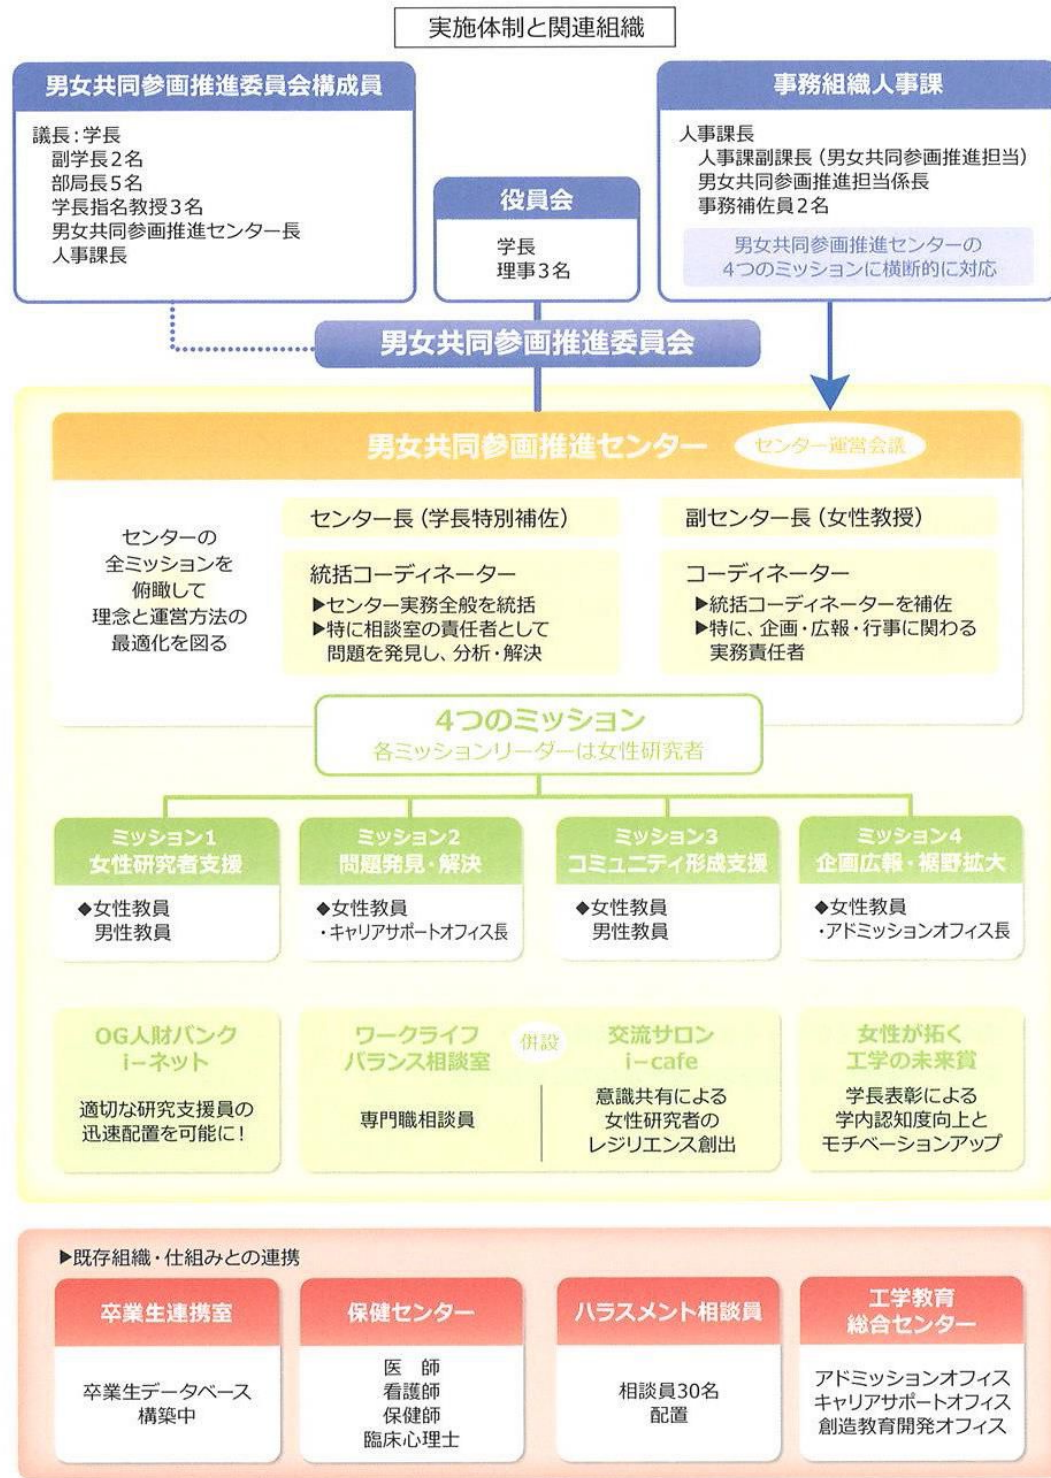 実施体制と関連組織
男女共同参画推進委員会構成員
議長:学長
副学長2名
部局長5名
学長指名教授3名
男女共同参画推進センター長
人事課長
役員会
学長
理事3名
事務組織人事課
人事課長
人事課副課長(男女共同参画推進担当)
男女共同参画推進担当係長
事務補佐員2名
男女共同参画推進センターの
4つのミッションに横断的に対応
男女共同参画推進委員会
男女共同参画推進センター
センター運営会議
センターの
全ミッションを
俯瞰して
理念と運営方法の
最適化を図る
センター長(学長特別補佐)
統括コーディネーター
▶センター実務全般を統括
▶特に相談室の責任者として
問題を発見し、分析・解決
副センター長(女性教授)
コーディネーター
▶統括コーディネーターを補佐
▶特に、企画・広報・行事に関わる
実務責任者
4つのミッション
各ミッションリーダーは女性研究者
ミッション1
女性研究者支援
◆女性教員
男性教員
ミッション2
問題発見・解決
◆女性教員
・キャリアサポートオフィス長
ミッション3
コミュニティ形成支援
◆女性教員
男性教員
ミッション4
企画広報・裾野拡大
◆女性教員
・アドミッションオフィス長
OG人財バンク
i−ネット
適切な研究支援員の
迅速配置を可能に!
ワークライフ
バランス相談室
専門職相談員
併設
交流サロン
i−cafe
意識共有による
女性研究者の
レジリエンス創出
女性が拓く
工学の未来賞
学長表彰による
学内認知度向上と
モチベーションアップ
▶既存組織・仕組みとの連携
卒業生連携室
卒業生データベース
構築中
保健センター
医 師
看護師
保健師
臨床心理士
ハラスメント相談員
相談員30名
配置
工学教育
総合センター
アドミッションオフィス
キャリアサポートオフィス
創造教育開発オフィス